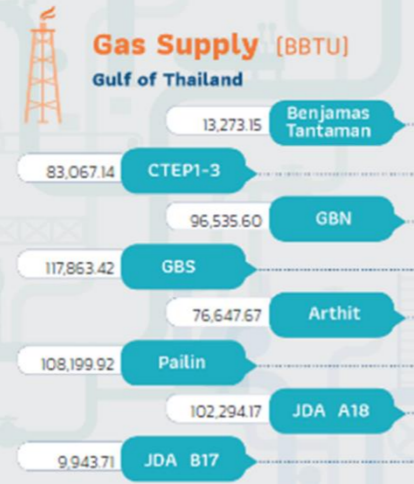 Gas Supply (BBTU)
Gulf of Thailand
13,273.15 Benjamas
Tantaman
83,067.14 CTEP1-3
96,535.60 GBN
117,863.42 GBS
76,647.67 Arthit
108,199.92 Pailin
102,294.17 JDA A18
9,943.71 JDA B17